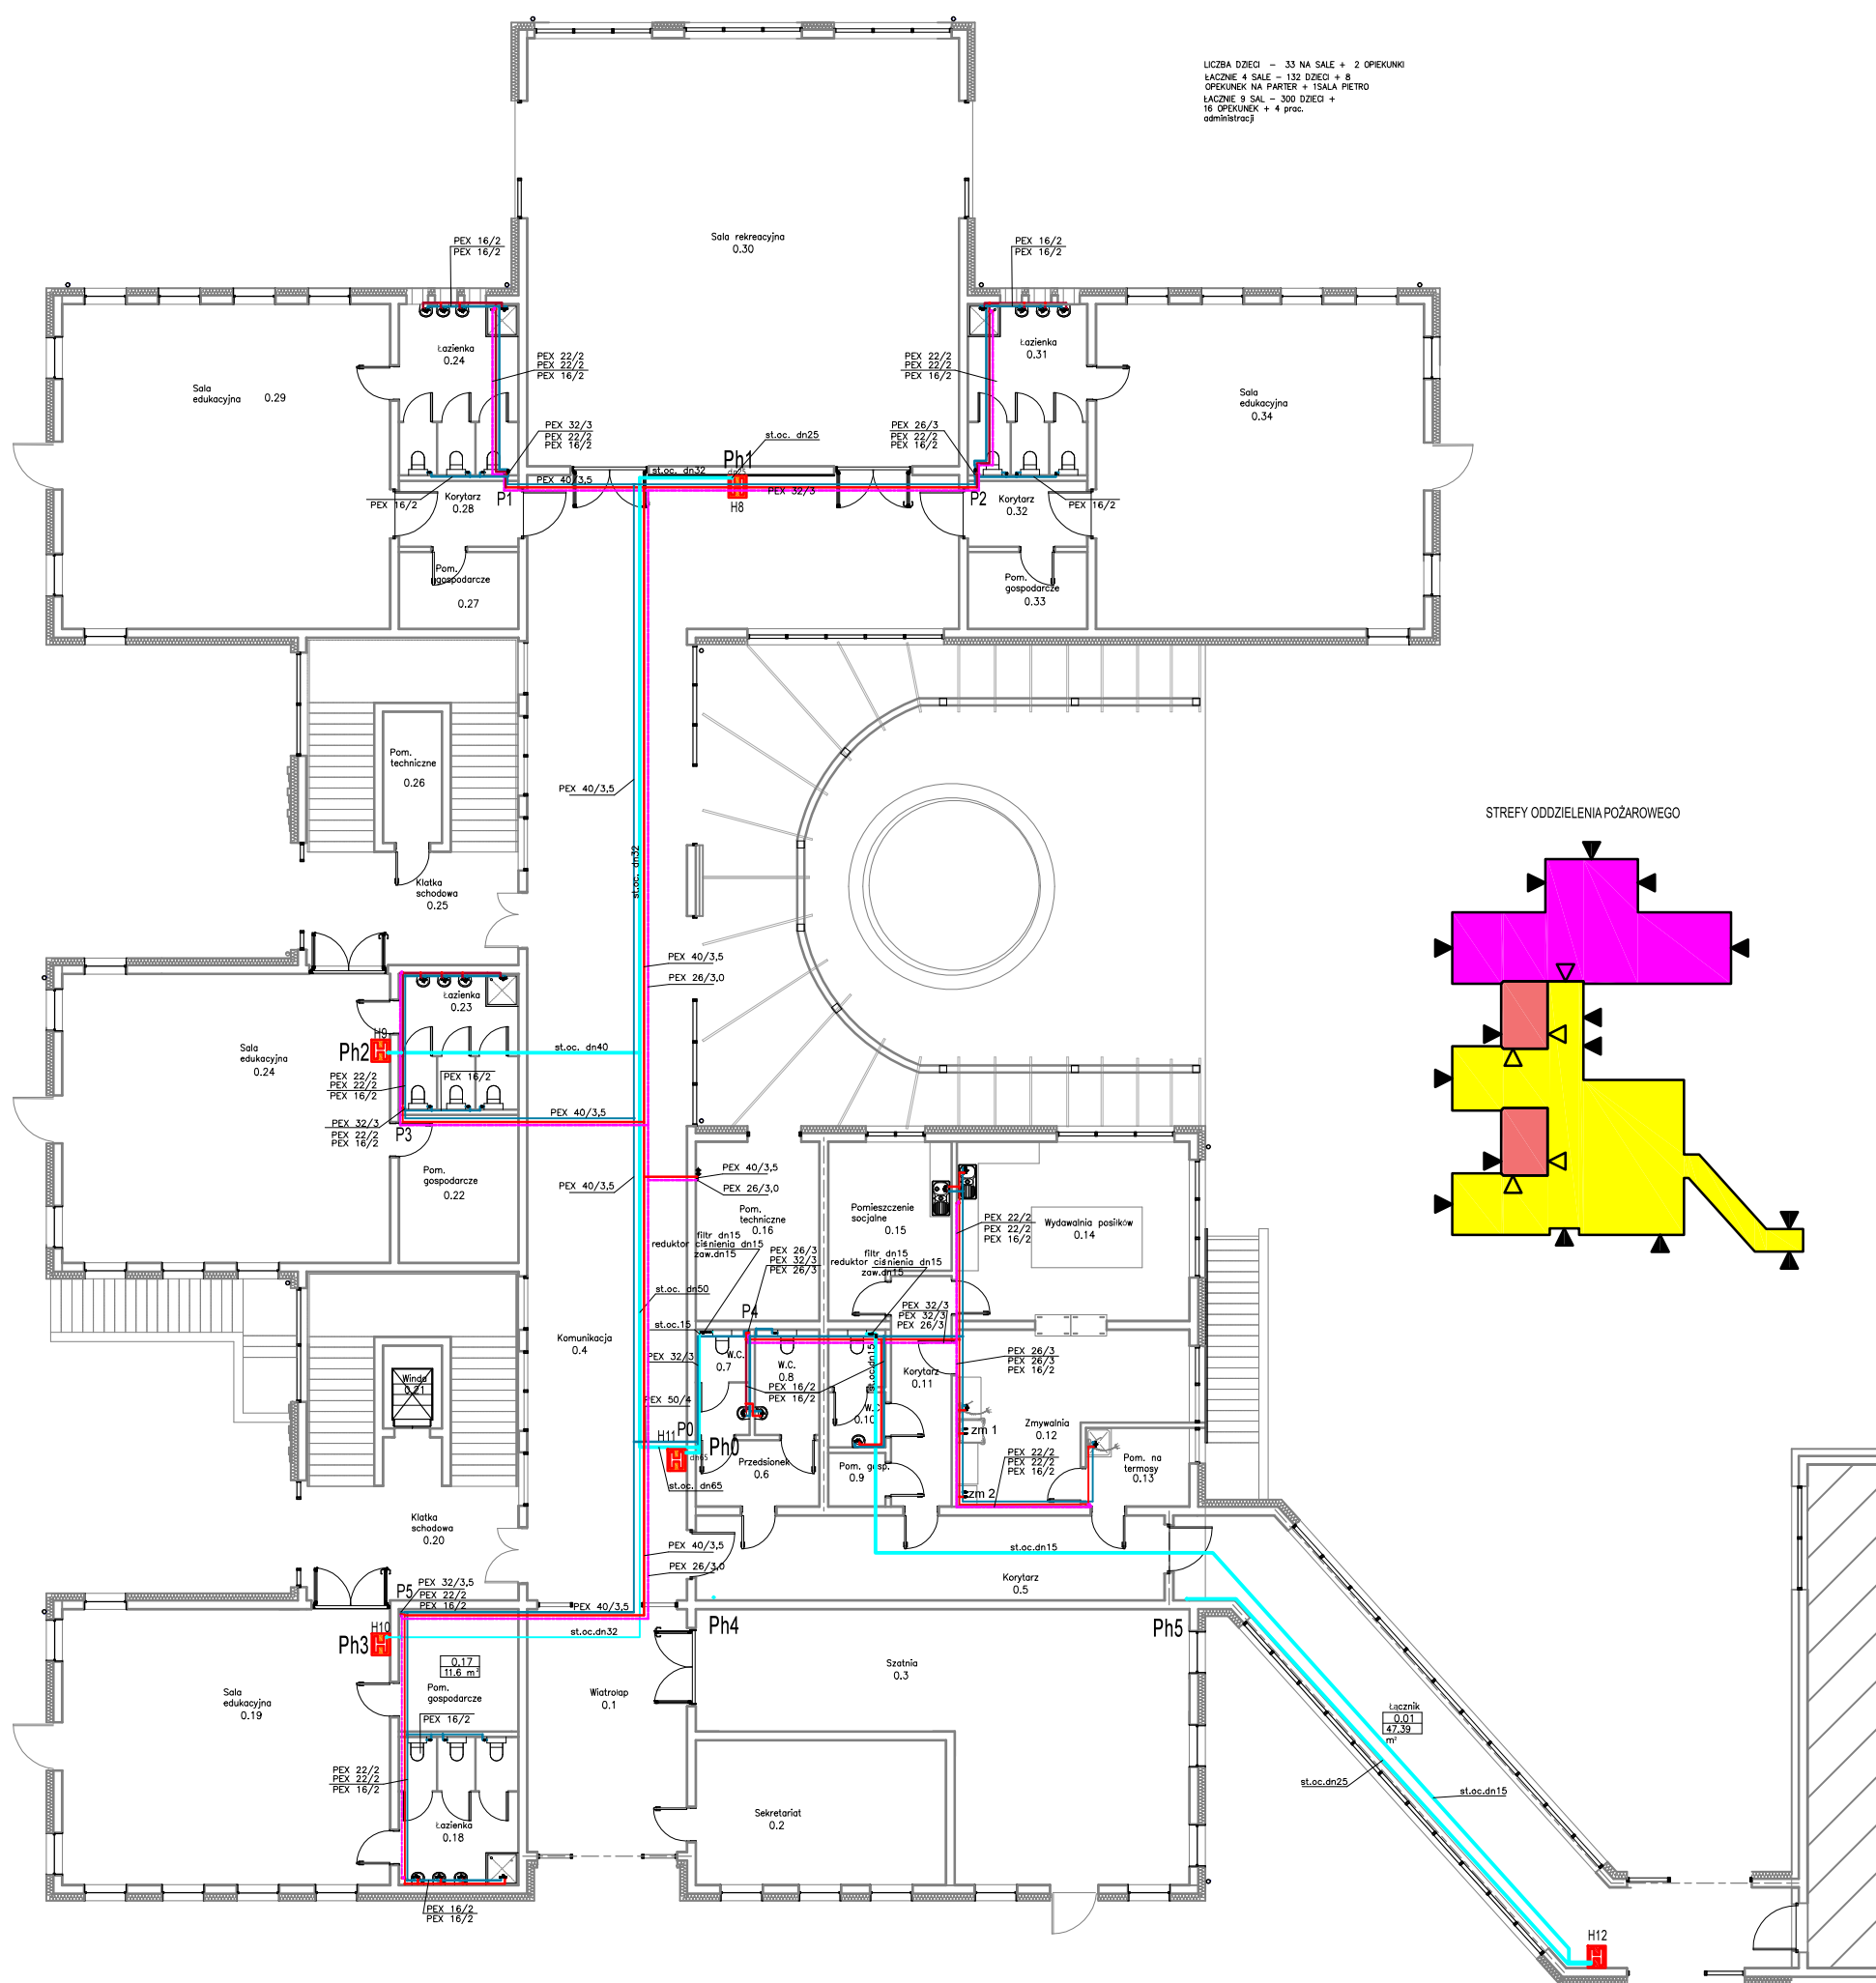 LICZBA DZIECI – 33 NA SALE + 2 OPIEKUNKI
ŁACZNIE 4 SALE – 132 DZIECI + 8
OPEKUNEK NA PARTER + 1SALA PIETRO
ŁACZNIE 9 SAL – 300 DZIECI +
16 OPEKUNEK + 4 prac.
administracji
Sala rekreacyjna
0.30
PEX 16/2
PEX 16/2
PEX 16/2
PEX 16/2
Łazienka
0.24
PEX 22/2
PEX 22/2
PEX 16/2
PEX 22/2
PEX 22/2
PEX 16/2
Łazienka
0.31
Sala
edukacyjna 0.29
Sala
edukacyjna
0.34
PEX 32/3
PEX 22/2
PEX 16/2
st.oc. dn25
Ph1
PEX 26/3
PEX 22/2
PEX 16/2
st.oc. dn32
PEX 40/3,5
PEX 32/3
H8
PEX 16/2
Korytarz
0.28
P1
P2
Korytarz
0.32
PEX 16/2
Pom.
gospodarcze
0.27
Pom.
gospodarcze
0.33
Pom.
techniczne
0.26
PEX 40/3,5
st.oc. dn32
STREFY ODDZIELENIA POŻAROWEGO
Klatka
schodowa
0.25
PEX 40/3,5
PEX 26/3,0
Łazienka
0.23
H9
Ph2
st.oc. dn40
Sala
edukacyjna
0.24
PEX 22/2
PEX 22/2
PEX 16/2
PEX 16/2
PEX 40/3,5
PEX 32/3
PEX 22/2
PEX 16/2
P3
Pom.
gospodarcze
0.22
PEX 40/3,5
PEX 40/3,5
PEX 26/3,0
Pom.
techniczne
0.16
Pomieszczenie
socjalne
0.15
PEX 22/2
PEX 22/2
PEX 16/2
Wydawalnia posiłków
0.14
filtr dn15
reduktor ciśnienia dn15
zaw.dn15
PEX 26/3
PEX 32/3
PEX 26/3
filtr dn15
reduktor ciśnienia dn15
zaw.dn15
st.oc. dn50
st.oc.15
P4
PEX 32/3
PEX 32/3
PEX 26/3
Komunikacja
0.4
PEX 32/3
W.C.
0.7
W.C.
0.8
st.oc.dn15
Korytarz
0.11
PEX 26/3
PEX 26/3
PEX 16/2
Winda
0.21
PEX 16/2
PEX 16/2
PEX 50/4
W.C.
0.10
zm 1
Zmywalnia
0.12
P0
H11
Ph0
dn65
Przedsionek
0.6
Pom. gosp.
0.9
PEX 22/2
PEX 22/2
PEX 16/2
Pom. na
termosy
0.13
st.oc. dn65
zm 2
Klatka
schodowa
0.20
PEX 40/3,5
PEX 26/3,0
st.oc.dn15
Korytarz
0.5
P5
PEX 32/3,5
PEX 22/2
PEX 16/2
PEX 40/3,5
H10
Ph3
st.oc.dn32
Ph4
Ph5
0.17
11.6 m²
Pom.
gospodarcze
Szatnia
0.3
Sala
edukacyjna
0.19
PEX 16/2
Wiatrołap
0.1
Łącznik
0.01
47.39
m²
PEX 22/2
PEX 22/2
PEX 16/2
st.oc.dn25
st.oc.dn15
Łazienka
0.18
Sekretariat
0.2
PEX 16/2
PEX 16/2
H12